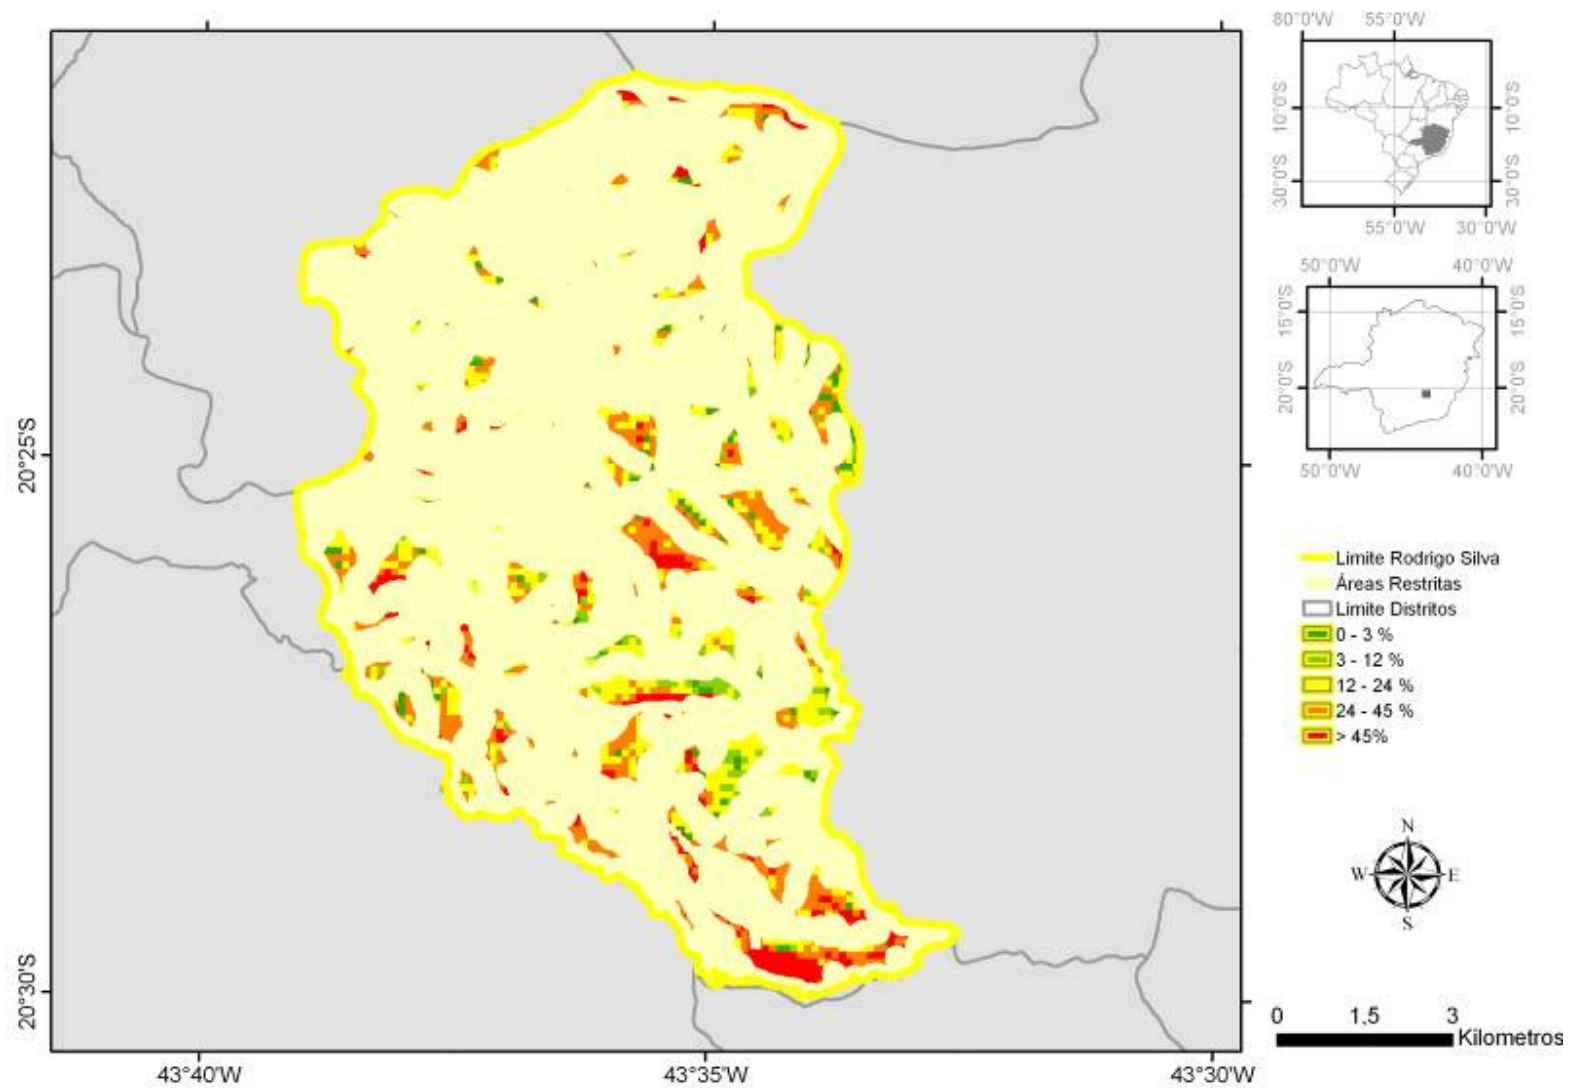 80°0'W 55°0'W
10°0'S
10°0'S
30°0'S
30°0'S
55°0'W 30°0'W
50°0'W 40°0'W
15°0'S
15°0'S
20°0'S
20°0'S
50°0'W 40°0'W
20°25'S
20°30'S
43°40'W 43°35'W 43°30'W
Limite Rodrigo Silva
Áreas Restritas
Limite Distritos
0 - 3 %
3 - 12 %
12 - 24 %
24 - 45 %
> 45%
N
W E
S
0 1,5 3
Kilometros